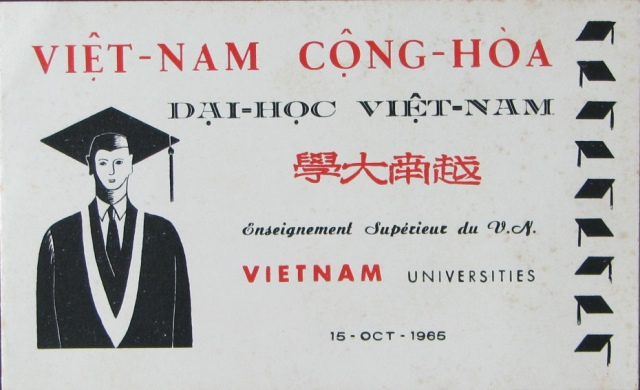 VIỆT-NAM CỘNG-HÒA
DẠI-HỌC VIỆT-NAM
學大南越
Enseignement Supérieur du V.N.
VIETNAM UNIVERSITIES
15-OCT-1965